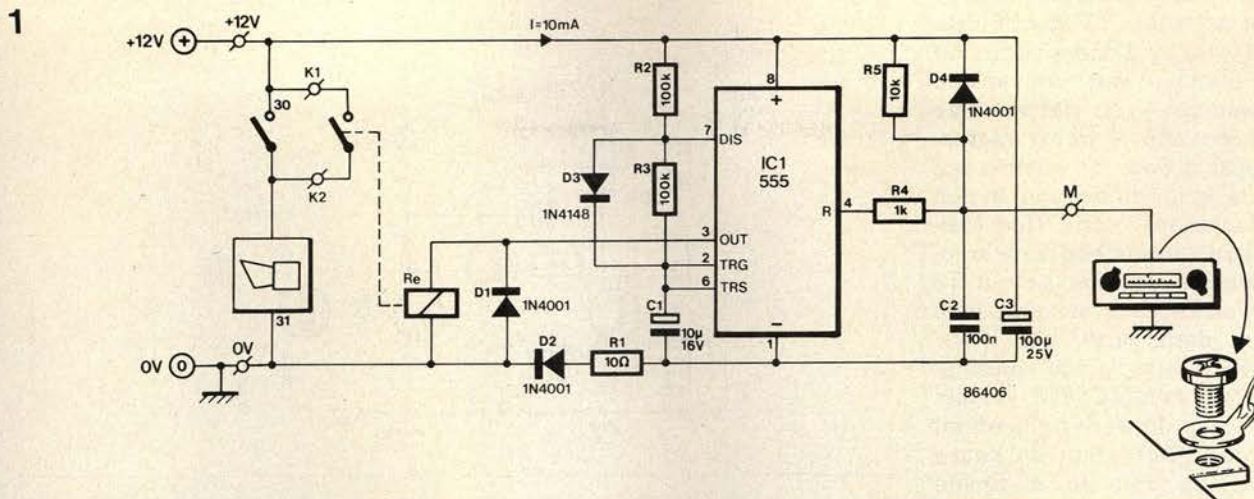 1
+12V
+12V
I=10mA
K1
30
K2
31
Re
D1
1N4001
D2
1N4001
R1
10Ω
R2
100k
R3
100k
D3
1N4148
C1
10µ
16V
7
DIS
3
OUT
2
TRG
6
TRS
8
+
IC1
555
R
4
−
1
R4
1k
R5
10k
D4
1N4001
M
C2
100n
C3
100µ
25V
0V
0
0V
86406